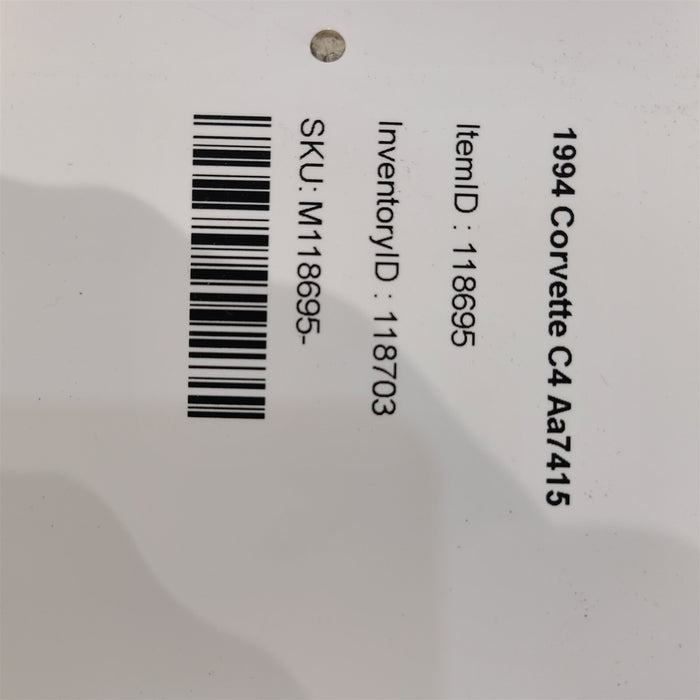 1994 Corvette C4 Aa7415
ItemID : 118695
InventoryID : 118703
SKU: M118695-